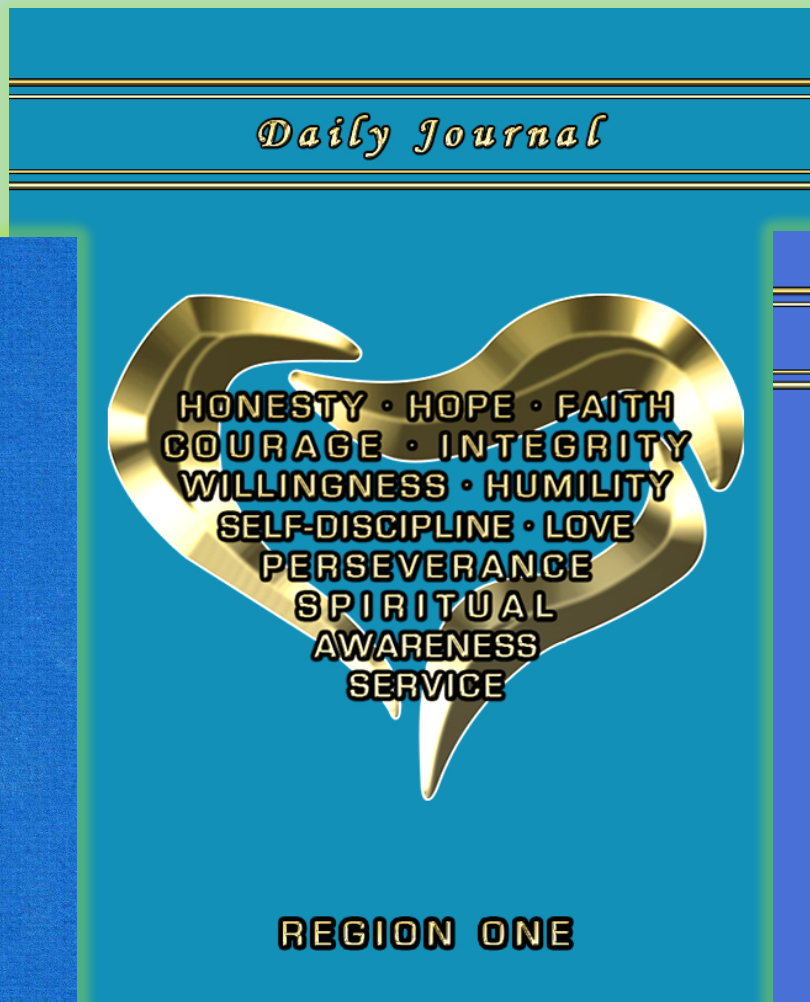 Daily Journal
HONESTY · HOPE · FAITH
COURAGE · INTEGRITY
WILLINGNESS · HUMILITY
SELF-DISCIPLINE · LOVE
PERSEVERANCE
SPIRITUAL
AWARENESS
SERVICE
REGION ONE